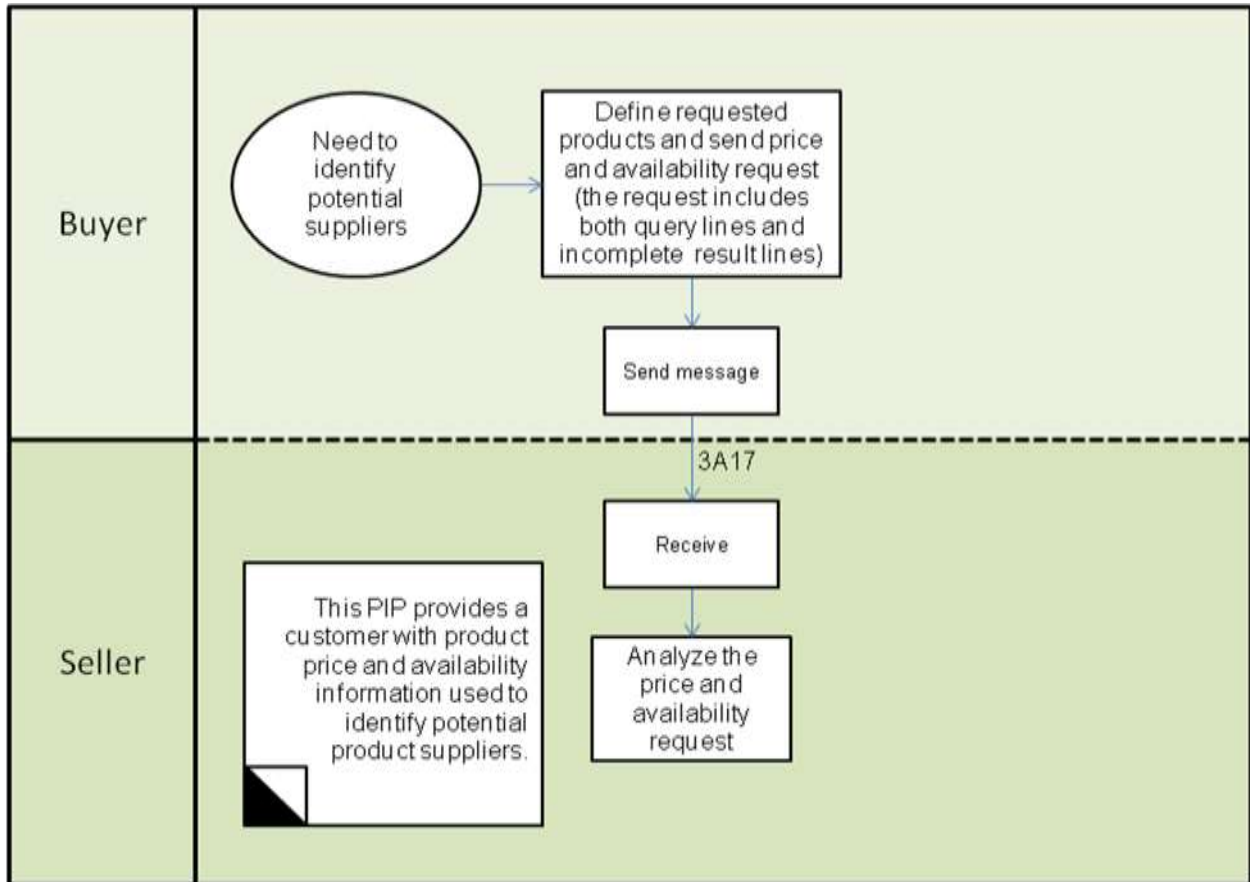 Buyer
Need to
identify
potential
suppliers
Define requested
products and send price
and availability request
(the request includes
both query lines and
incomplete result lines)
Send message
3A17
Seller
Receive
This PIP provides a
customer with product
price and availability
information used to
identify potential
product suppliers.
Analyze the
price and
availability
request